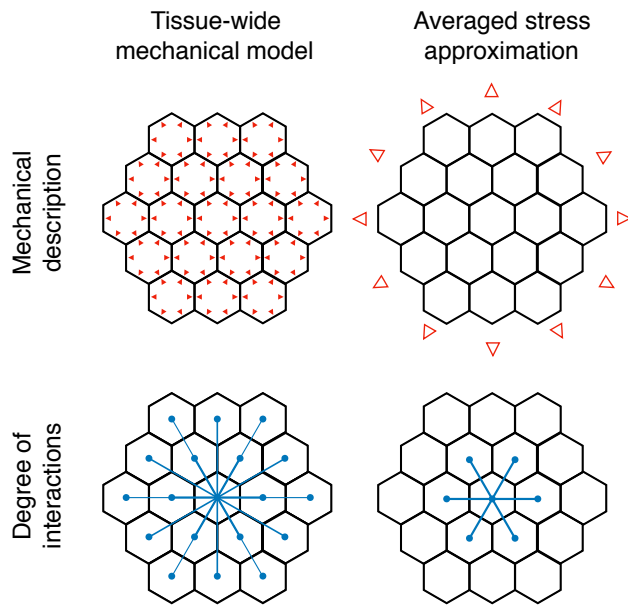 Tissue-wide
mechanical model
Averaged stress
approximation
Mechanical
description
Degree of
interactions